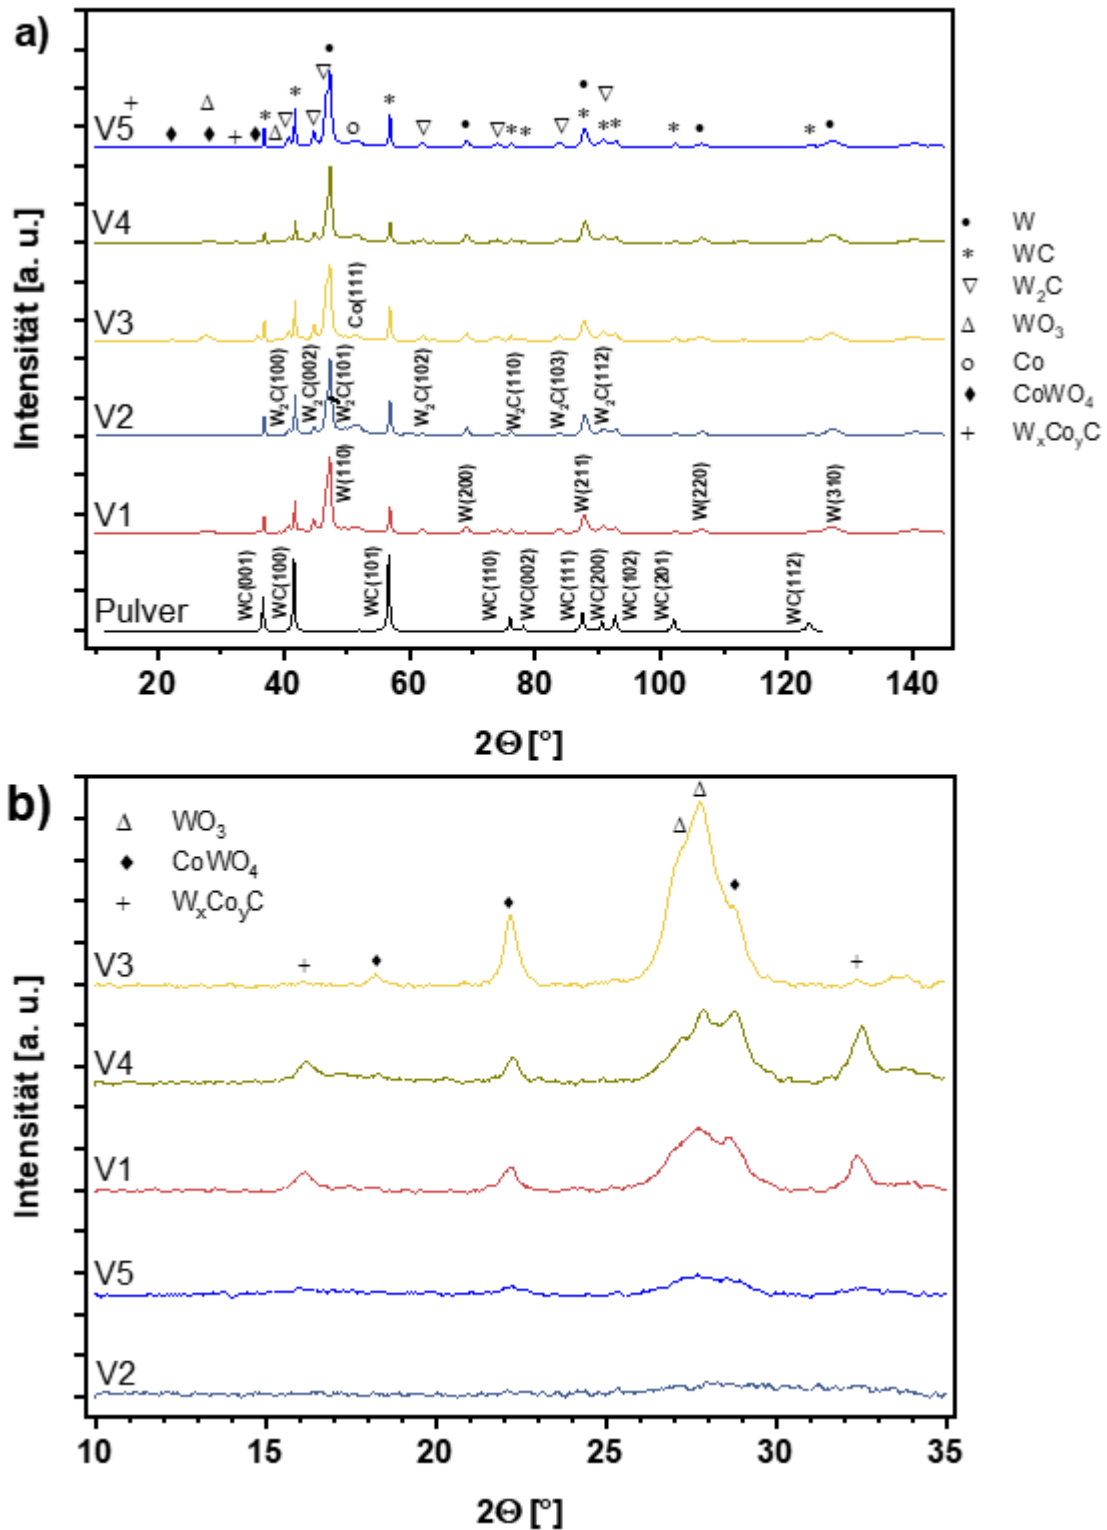 a)
V5
V4
V3
V2
V1
Pulver
Co(111)
W₂C(100)
W₂C(002)
W₂C(101)
W₂C(102)
W₂C(110)
W₂C(103)
W₂C(112)
W(110)
W(200)
W(211)
W(220)
W(310)
WC(001)
WC(100)
WC(101)
WC(110)
WC(002)
WC(111)
WC(200)
WC(102)
WC(201)
WC(112)
Intensität [a. u.]
20 40 60 80 100 120 140
2Θ [°]
• W
* WC
▽ W₂C
Δ WO₃
○ Co
♦ CoWO₄
+ WₓCoᵧC
b)
Δ WO₃
♦ CoWO₄
+ WₓCoᵧC
V3
V4
V1
V5
V2
Intensität [a. u.]
10 15 20 25 30 35
2Θ [°]